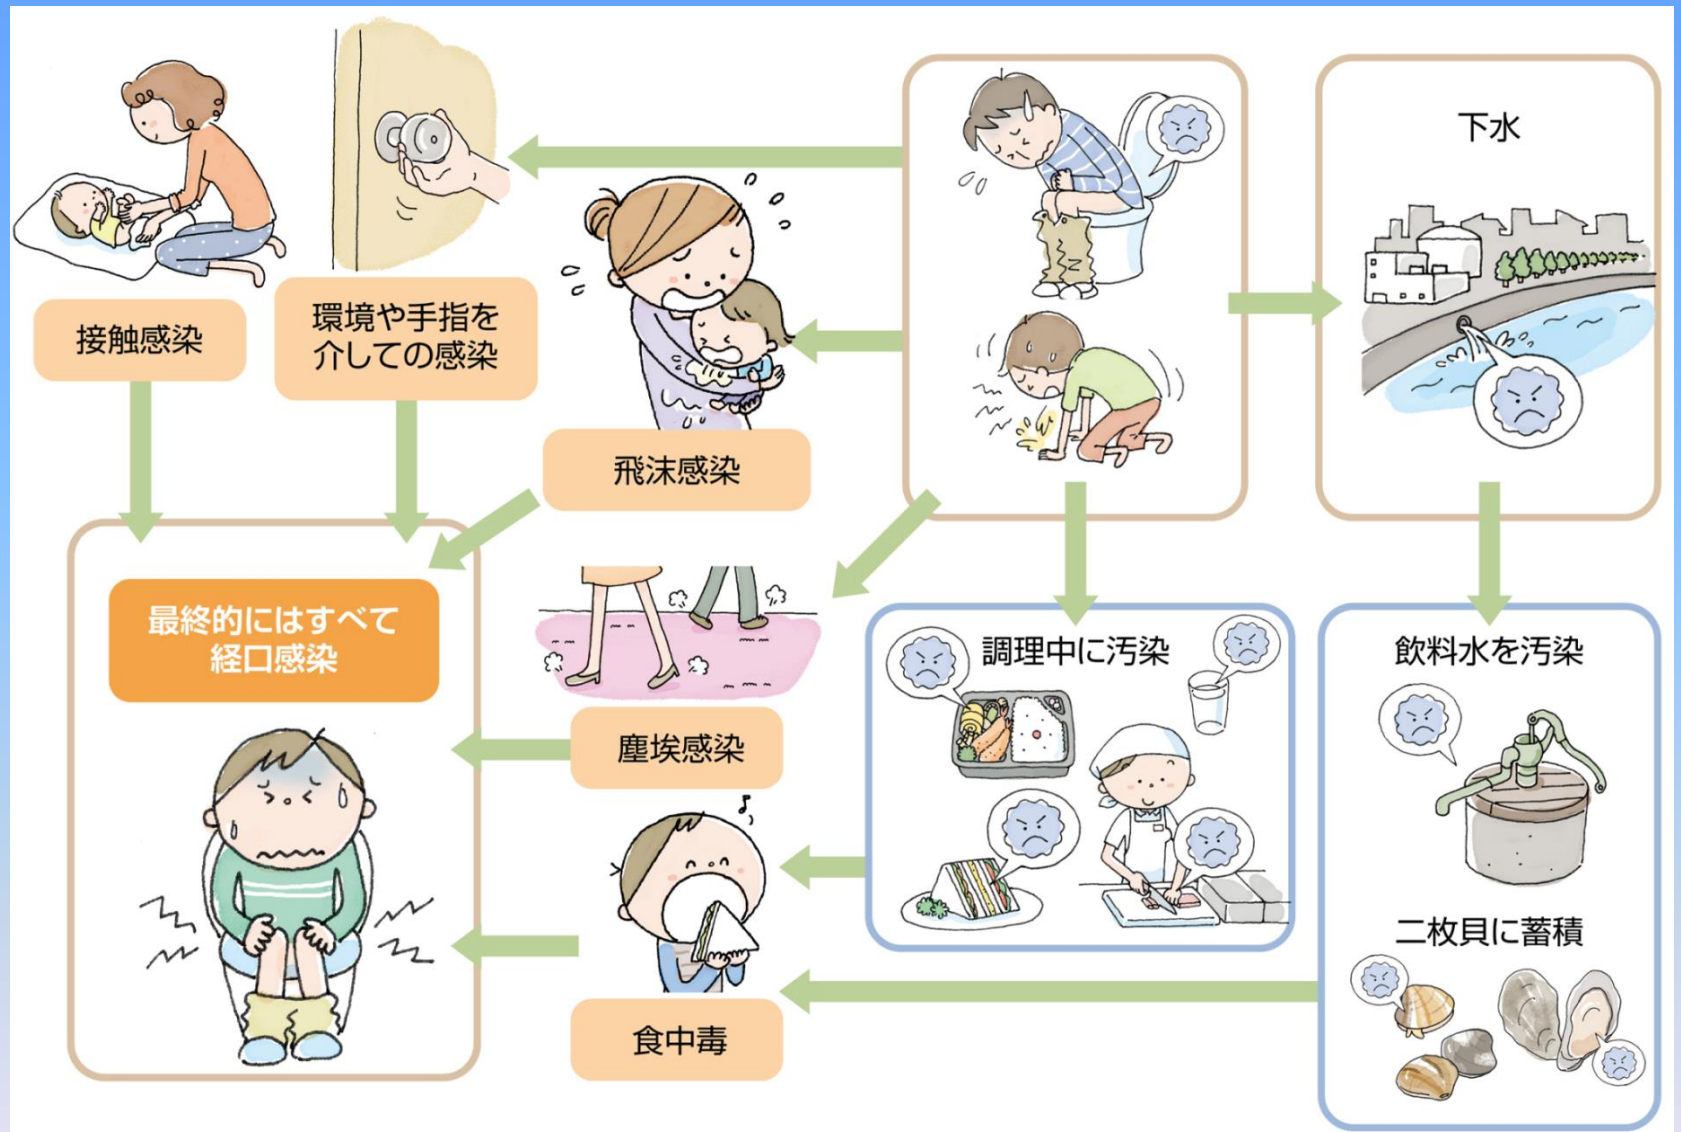 下水
接触感染
環境や手指を
介しての感染
飛沫感染
最終的にはすべて
経口感染
塵埃感染
調理中に汚染
飲料水を汚染
二枚貝に蓄積
食中毒